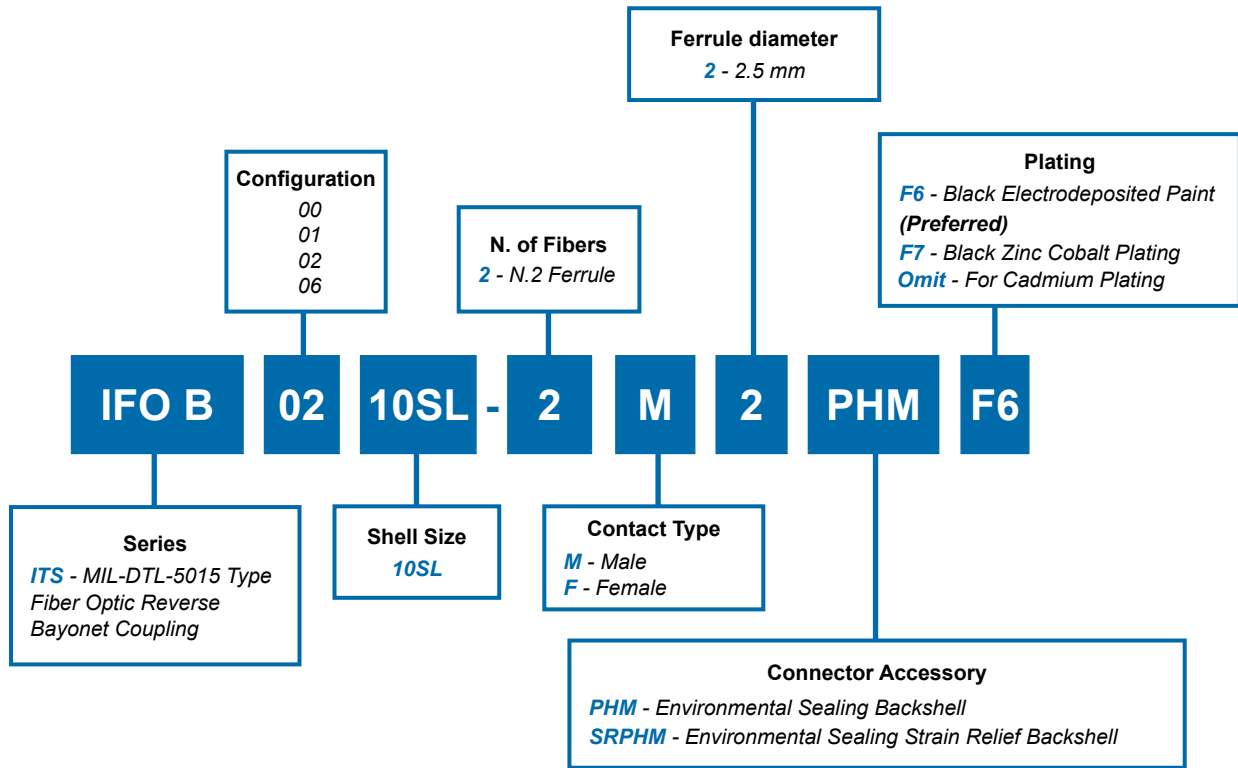 Ferrule diameter
2 - 2.5 mm
Configuration
00
01
02
06
N. of Fibers
2 - N.2 Ferrule
Plating
F6 - Black Electrodeposited Paint
(Preferred)
F7 - Black Zinc Cobalt Plating
Omit - For Cadmium Plating
IFO B 02 10SL - 2 M 2 PHM F6
Series
ITS - MIL-DTL-5015 Type
Fiber Optic Reverse
Bayonet Coupling
Shell Size
10SL
Contact Type
M - Male
F - Female
Connector Accessory
PHM - Environmental Sealing Backshell
SRPHM - Environmental Sealing Strain Relief Backshell